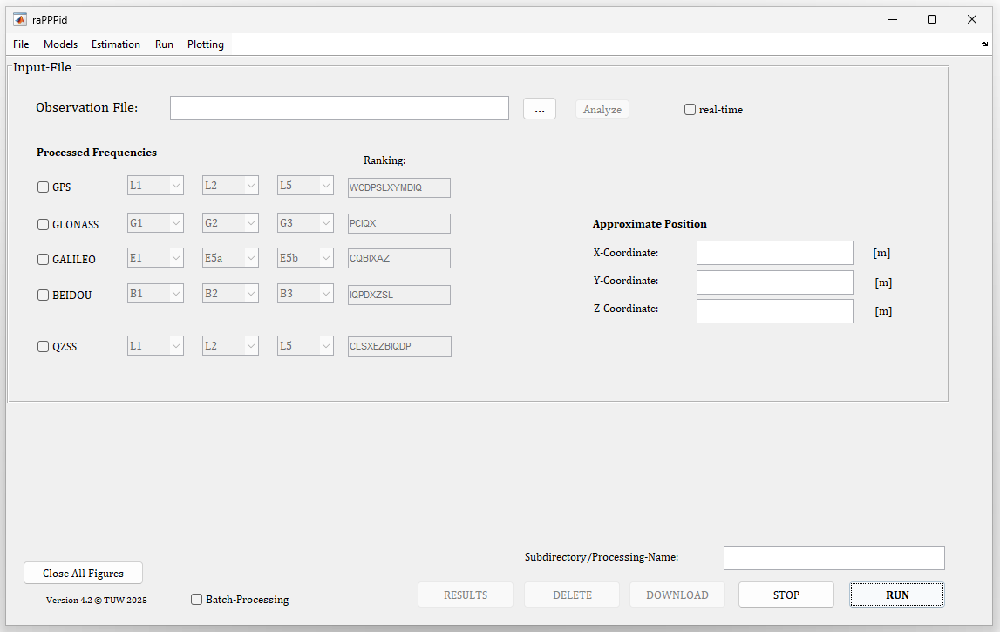 raPPPid
File Models Estimation Run Plotting
Input-File
Observation File: ... Analyze real-time
Processed Frequencies
Ranking:
GPS L1 L2 L5 WCDPSLXYMDIQ
GLONASS G1 G2 G3 PCIQX
GALILEO E1 E5a E5b CQBIXAZ
BEIDOU B1 B2 B3 IQPDXZSL
QZSS L1 L2 L5 CLSXEZBIQDP
Approximate Position
X-Coordinate: [m]
Y-Coordinate: [m]
Z-Coordinate: [m]
Subdirectory/Processing-Name:
Close All Figures
Version 4.2 © TUW 2025
Batch-Processing
RESULTS DELETE DOWNLOAD STOP RUN